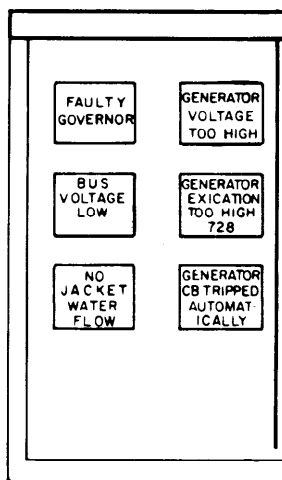 FAULTY
GOVERNOR
GENERATOR
VOLTAGE
TOO HIGH
BUS
VOLTAGE
LOW
GENERATOR
EXICATION
TOO HIGH
728
NO
JACKET
WATER
FLOW
GENERATOR
CB TRIPPED
AUTOMAT-
ICALLY